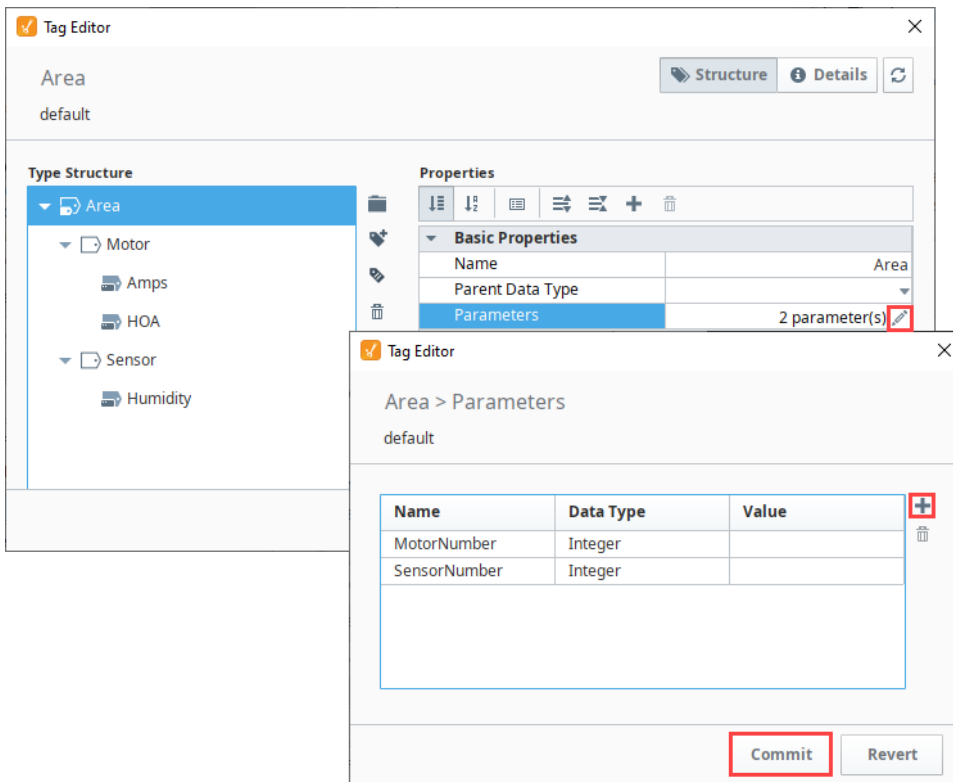 Tag Editor
Area
default
Structure
Details
Type Structure
Area
Motor
Amps
HOA
Sensor
Humidity
Properties
Basic Properties
Name Area
Parent Data Type
Parameters 2 parameter(s)
Tag Editor
Area > Parameters
default
Name Data Type Value
MotorNumber Integer
SensorNumber Integer
Commit Revert